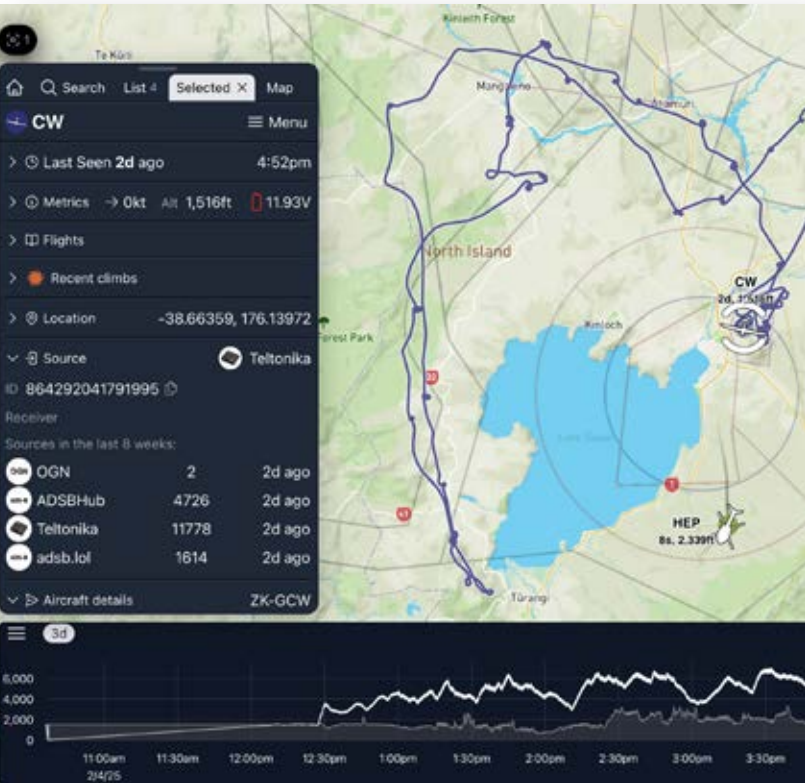 1
Search List 4 Selected × Map
CW
Menu
Last Seen 2d ago 4:52pm
Metrics → 0kt Alt 1,516ft 11.93V
Flights
Recent climbs
Location -38.66359, 176.13972
Source Teltonika
ID 864292041791995
Receiver
Sources in the last 8 weeks:
OGN 2 2d ago
ADSBHub 4726 2d ago
Teltonika 11778 2d ago
adsb.lol 1614 2d ago
Aircraft details ZK-GCW
Te Kūiti
Kinleith Forest
Atiamuri
North Island
CW
2d, 1,516ft
Kinloch
Forest Park
32
41
1
HEP
8s, 2,339ft
Tūrangi
3d
6,000
4,000
2,000
0
11:00am 11:30am 12:00pm 12:30pm 1:00pm 1:30pm 2:00pm 2:30pm 3:00pm 3:30pm
2/4/25